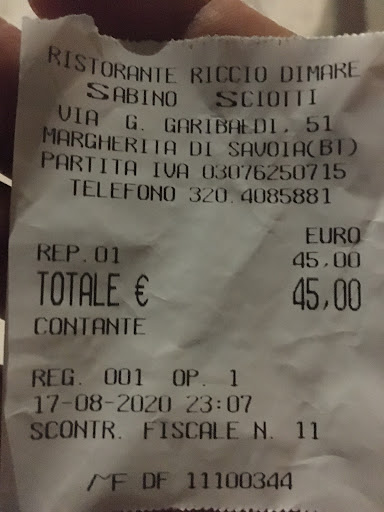 RISTORANTE RICCIO DIMARE
SABINO SCIOTTI
VIA G. GARIBALDI, 51
MARGHERITA DI SAVOIA(BT)
PARTITA IVA 03076250715
TELEFONO 320.4085881
EURO
REP.01 45,00
TOTALE € 45,00
CONTANTE
REG. 001 OP. 1
17-08-2020 23:07
SCONTR. FISCALE N. 11
MF DF 11100344